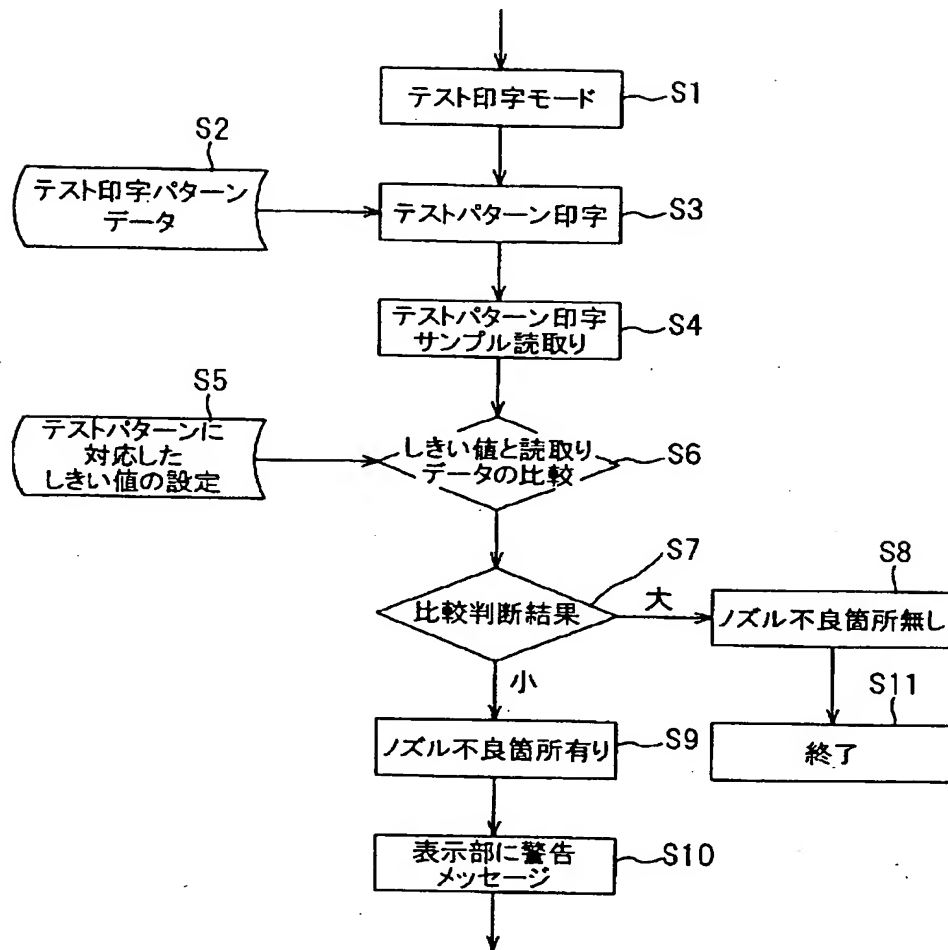 テスト印字モード
S1
S2
テスト印字パターン
データ
テストパターン印字
S3
テストパターン印字
サンプル読取り
S4
S5
テストパターンに
対応した
しきい値の設定
しきい値と読取り
データの比較
S6
S7
比較判断結果
大
S8
ノズル不良箇所無し
小
S11
終了
ノズル不良箇所有り
S9
表示部に警告
メッセージ
S10